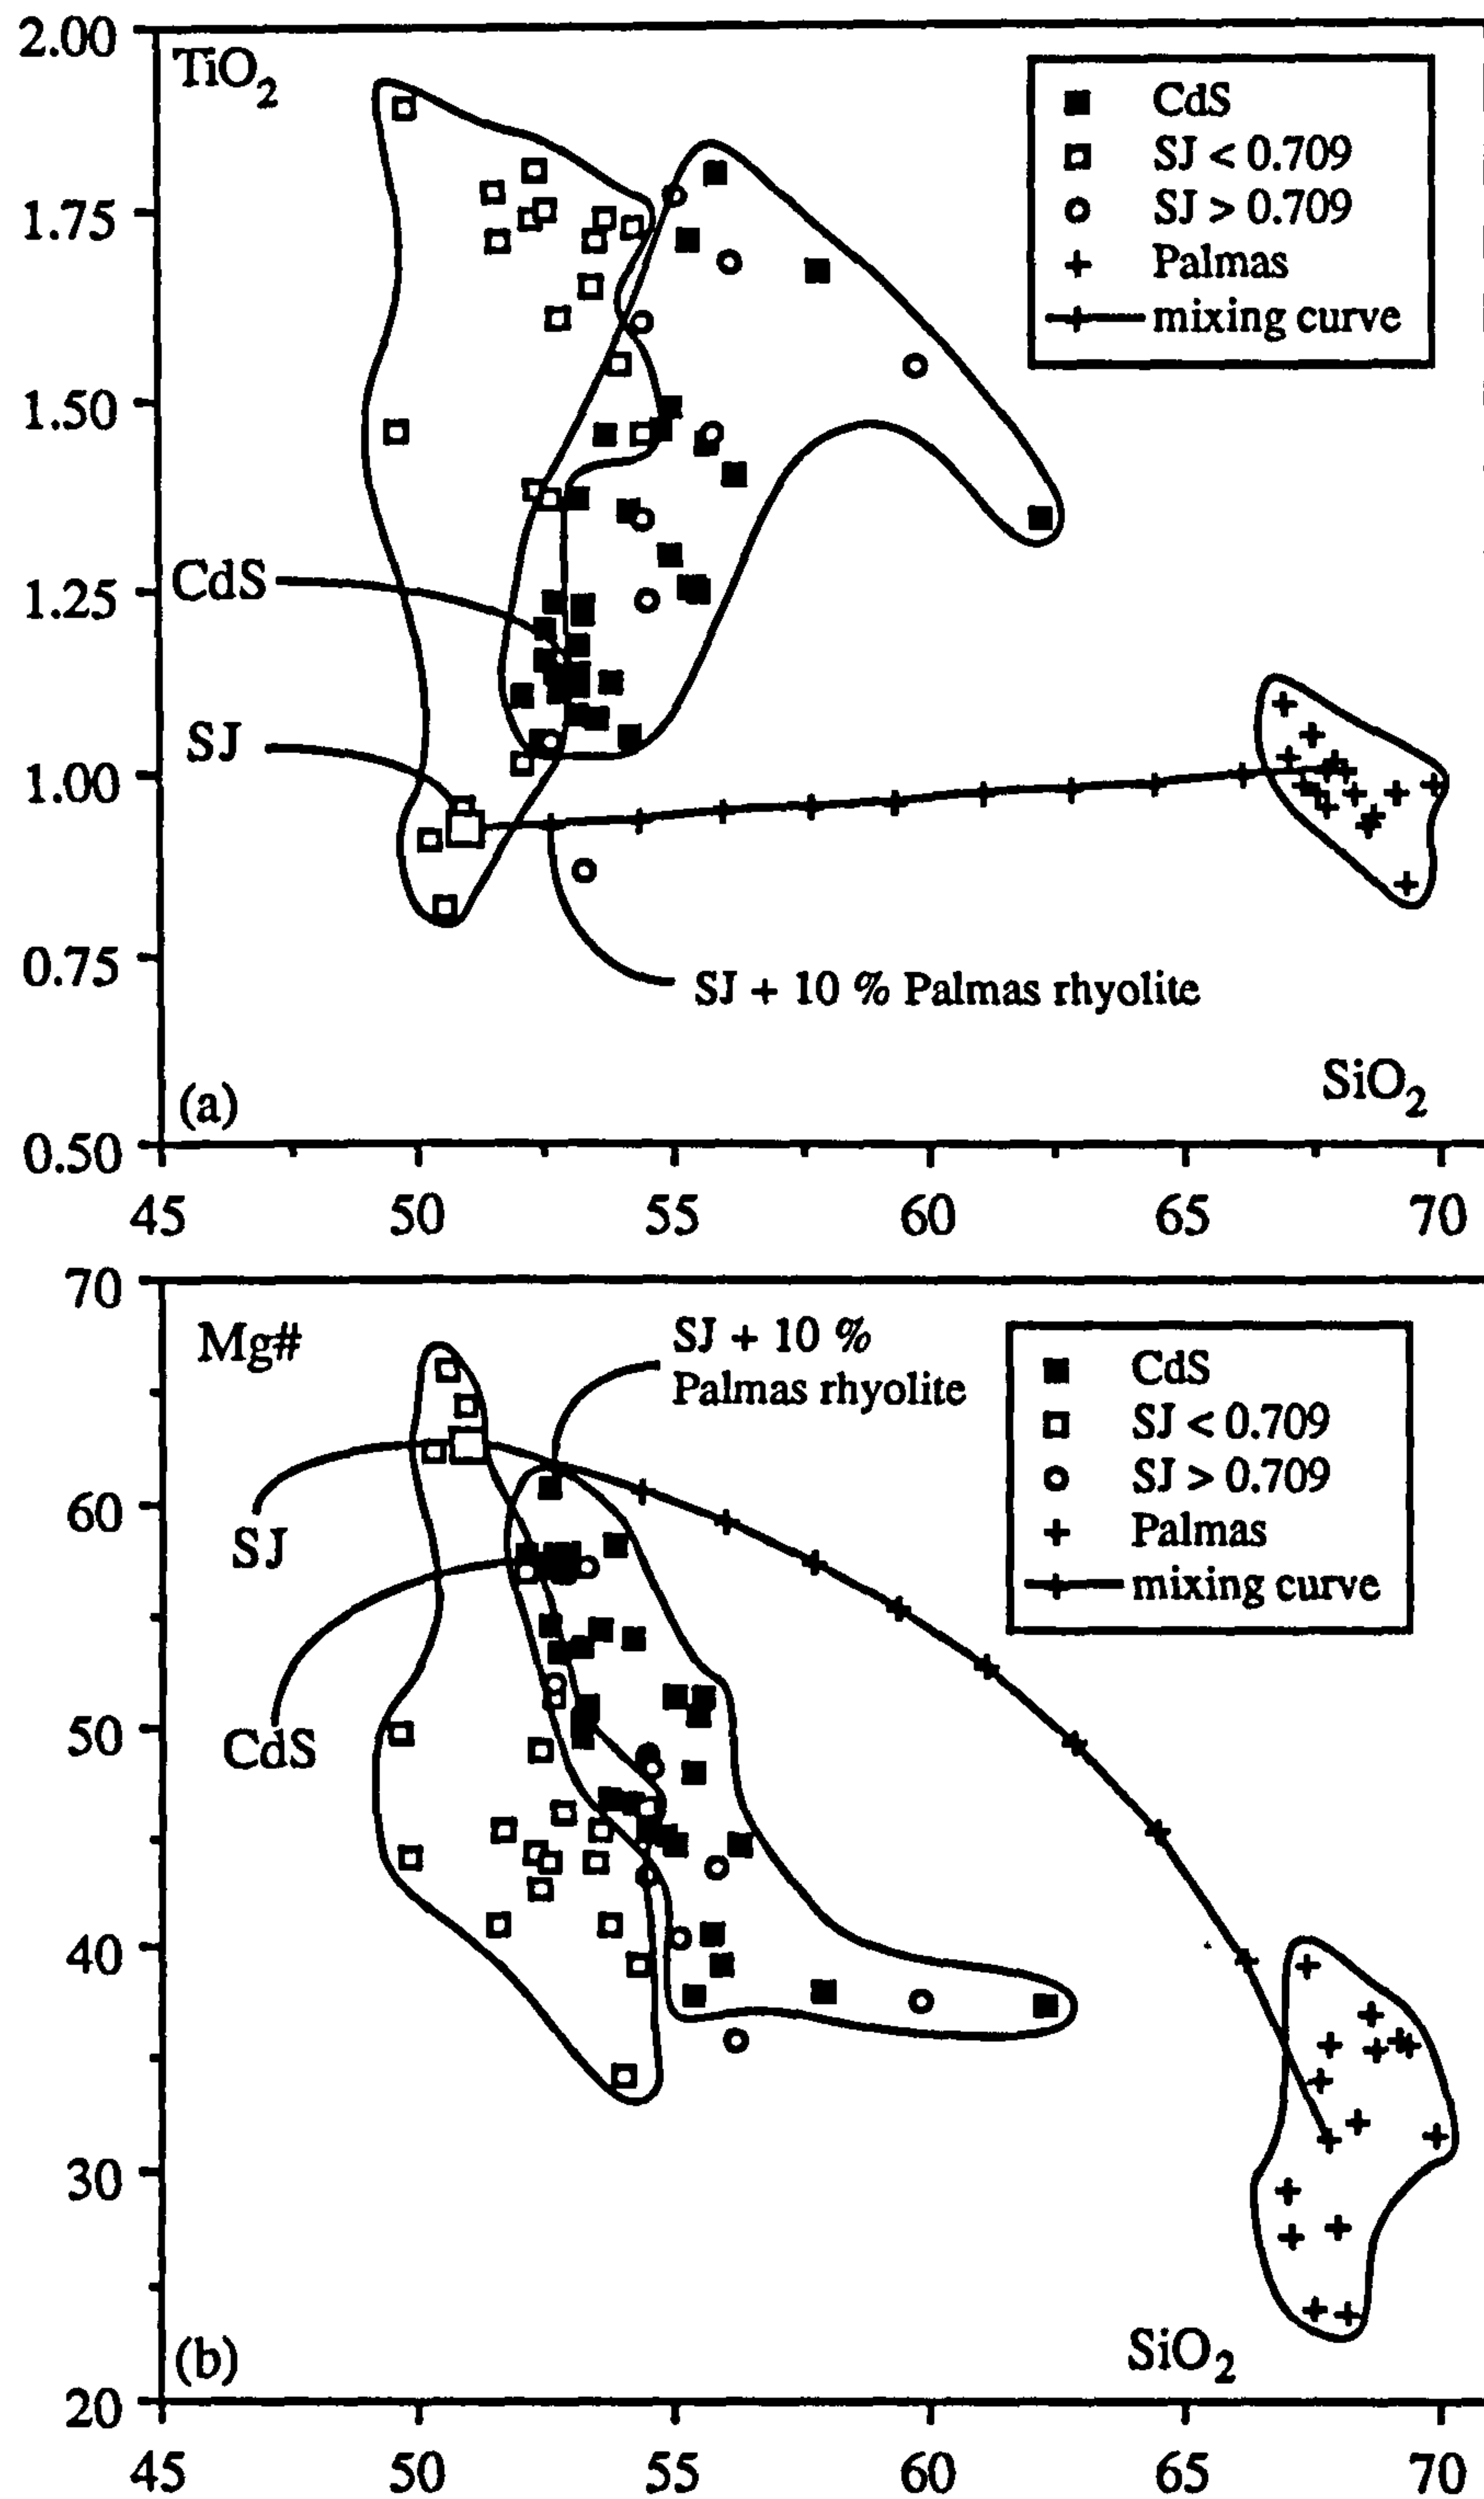 2.00
TiO2
CdS
SJ < 0.709
SJ > 0.709
Palmas
mixing curve
1.75
1.50
1.25
CdS
SJ
1.00
0.75
SJ + 10 % Palmas rhyolite
SiO2
(a)
0.50
45 50 55 60 65 70
70
Mg#
SJ + 10 %
Palmas rhyolite
CdS
SJ < 0.709
SJ > 0.709
Palmas
mixing curve
60
SJ
50
CdS
40
30
SiO2
(b)
20
45 50 55 60 65 70